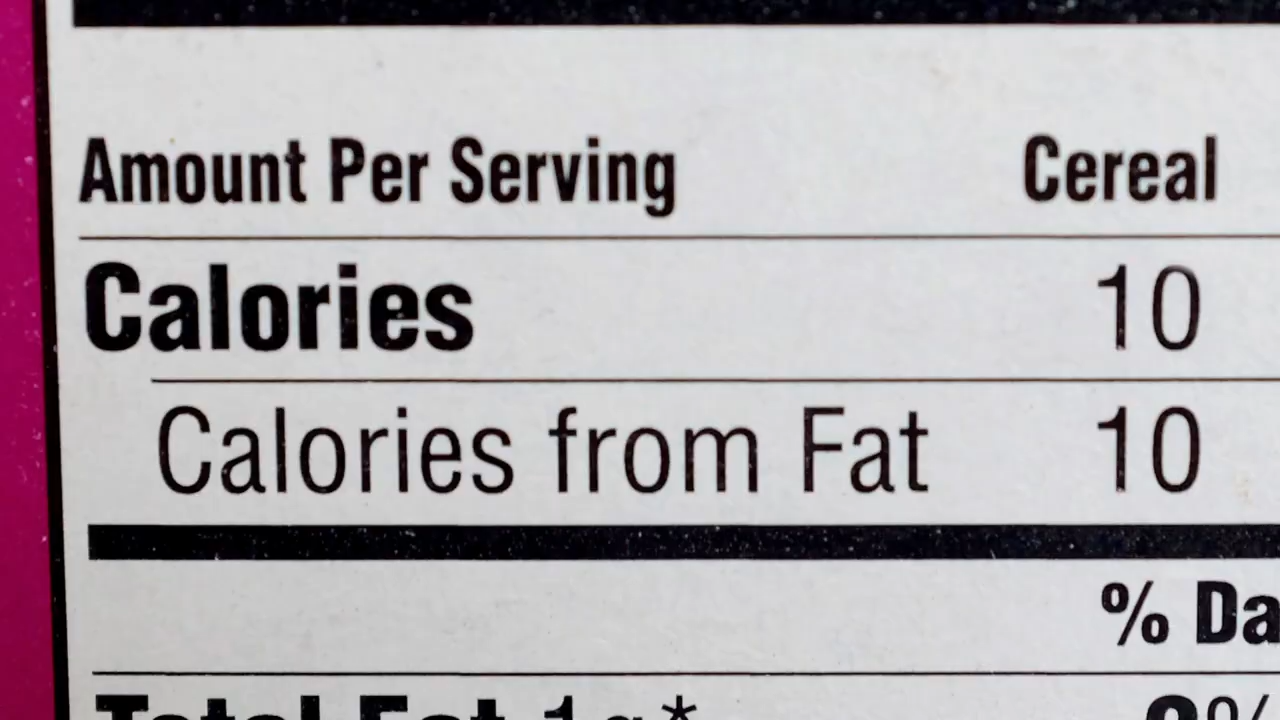 Amount Per Serving Cereal
Calories 10
Calories from Fat 10
% Da
Total Fat 1g*